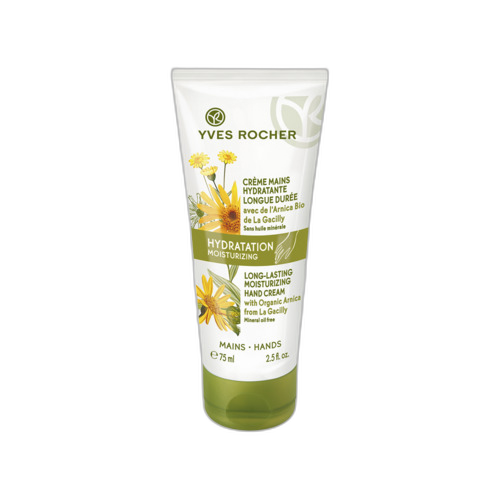 YVES ROCHER
CRÈME MAINS
HYDRATANTE
LONGUE DURÉE
avec de l'Arnica Bio
de La Gacilly
Sans huile minérale
HYDRATATION
MOISTURIZING
LONG-LASTING
MOISTURIZING
HAND CREAM
with Organic Arnica
from La Gacilly
Mineral oil free
MAINS • HANDS
℮ 75 ml 2.5 fl. oz.